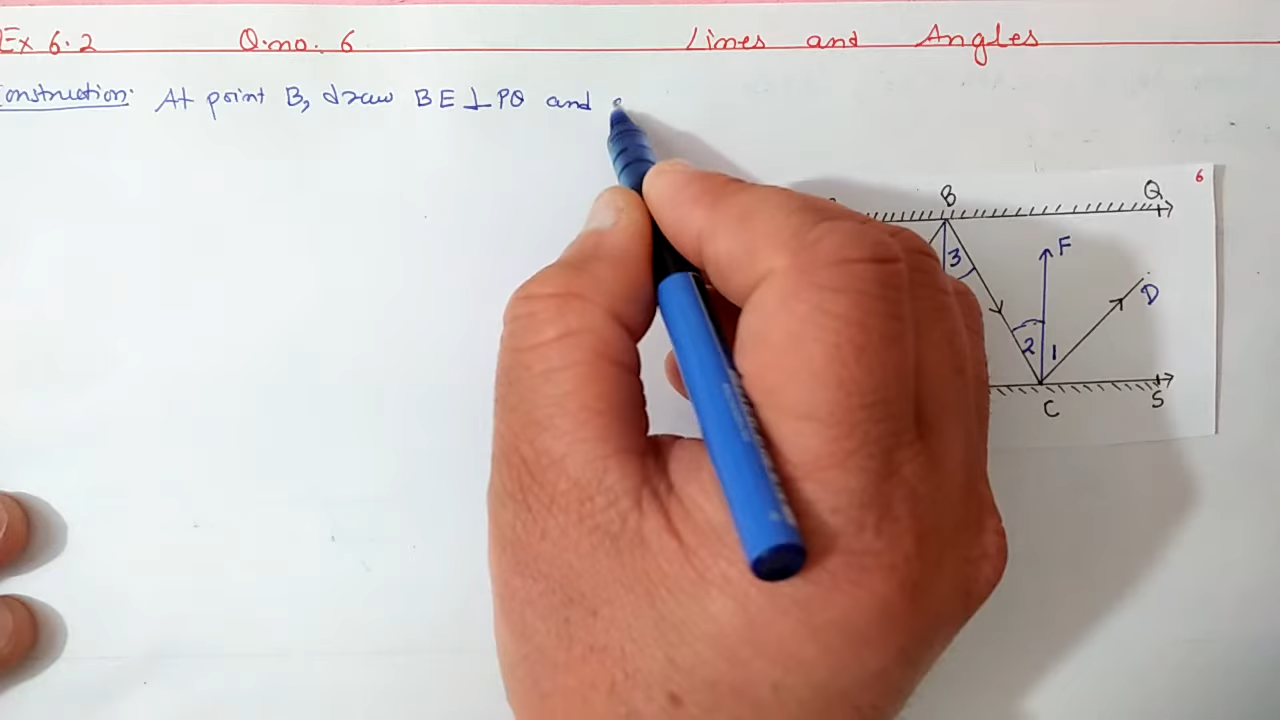 Ex 6.2 Q.no. 6 Lines and Angles
Construction: At point B, draw BE ⊥ PQ and
6
B Q
3 F
D
2 1
C S